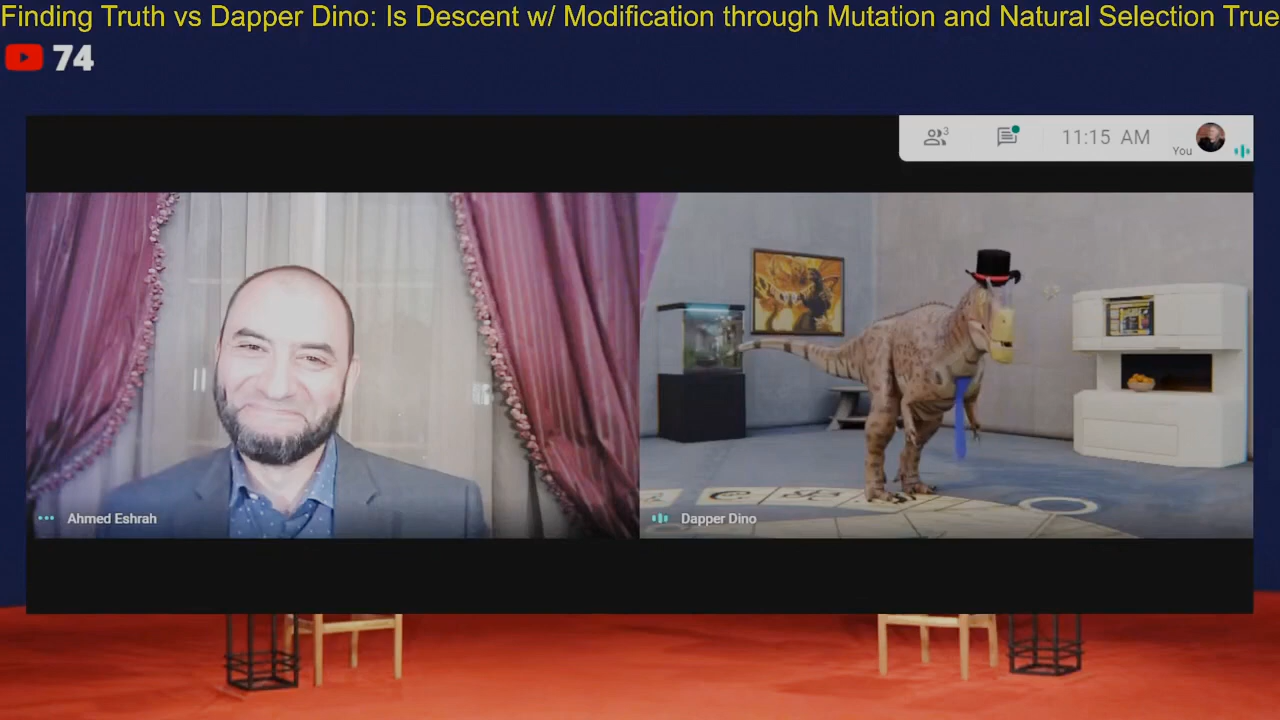 Finding Truth vs Dapper Dino: Is Descent w/ Modification through Mutation and Natural Selection True
74
3
11:15 AM
You
Ahmed Eshrah
Dapper Dino